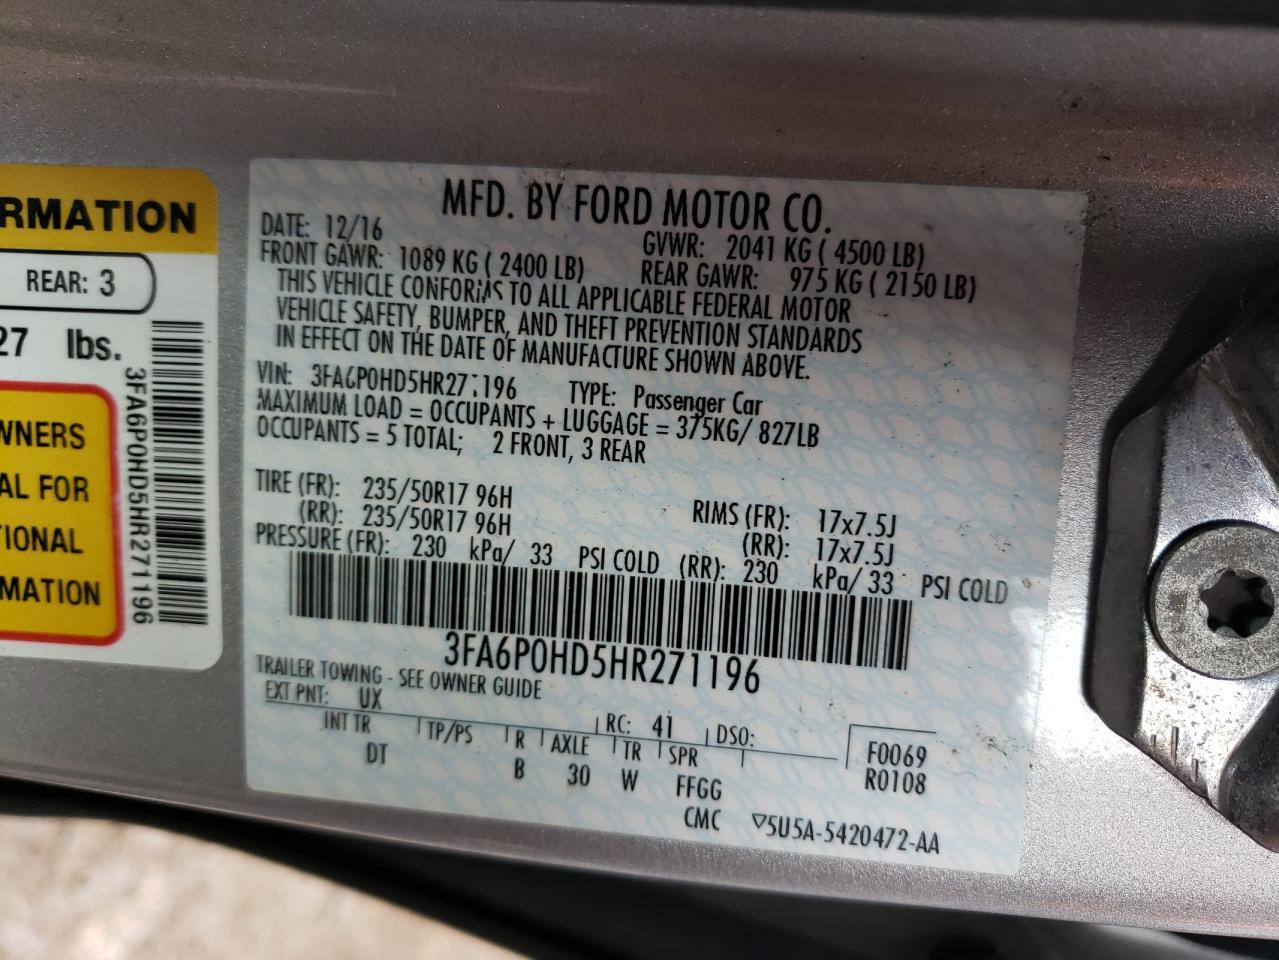 RMATION
REAR: 3
27 lbs.
WNERS
AL FOR
TIONAL
MATION
3FA6P0HD5HR271196
MFD. BY FORD MOTOR CO.
DATE: 12/16 GVWR: 2041 KG ( 4500 LB)
FRONT GAWR: 1089 KG ( 2400 LB) REAR GAWR: 975 KG ( 2150 LB)
THIS VEHICLE CONFORMS TO ALL APPLICABLE FEDERAL MOTOR
VEHICLE SAFETY, BUMPER, AND THEFT PREVENTION STANDARDS
IN EFFECT ON THE DATE OF MANUFACTURE SHOWN ABOVE.
VIN: 3FA6P0HD5HR271196 TYPE: Passenger Car
MAXIMUM LOAD = OCCUPANTS + LUGGAGE = 375KG/ 827LB
OCCUPANTS = 5 TOTAL; 2 FRONT, 3 REAR
TIRE (FR): 235/50R17 96H RIMS (FR): 17x7.5J
(RR): 235/50R17 96H (RR): 17x7.5J
PRESSURE (FR): 230 kPa/ 33 PSI COLD (RR): 230 kPa/ 33 PSI COLD
3FA6P0HD5HR271196
TRAILER TOWING - SEE OWNER GUIDE
EXT PNT: UX RC: 41 DSO:
INT TR TP/PS R AXLE TR SPR F0069
DT B 30 W FFGG R0108
CMC ▽5U5A-5420472-AA